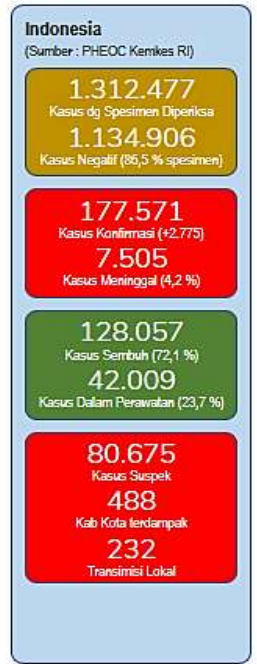 Indonesia
(Sumber : PHEOC Kemkes RI)
1.312.477
Kasus dg Spesimen Diperiksa
1.134.906
Kasus Negatif (86,5 % spesimen)
177.571
Kasus Konfirmasi (+2.775)
7.505
Kasus Meninggal (4,2 %)
128.057
Kasus Sembuh (72,1 %)
42.009
Kasus Dalam Perawatan (23,7 %)
80.675
Kasus Suspek
488
Kab Kota terdampak
232
Transimisi Lokal